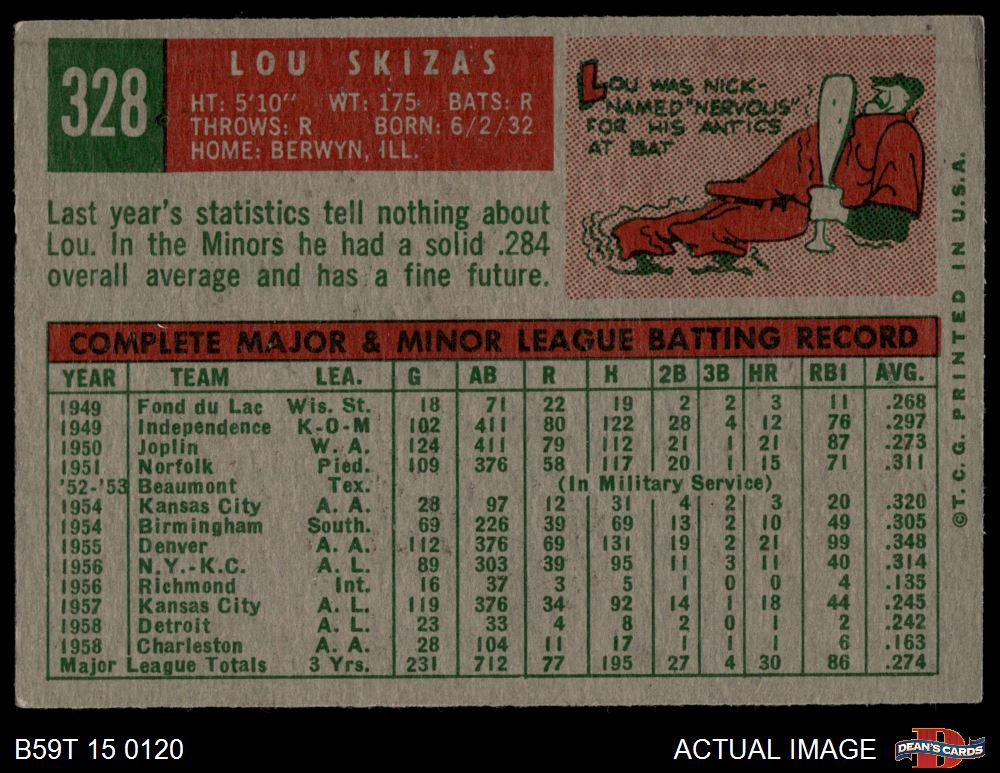 328
LOU SKIZAS
HT: 5'10" WT: 175 BATS: R
THROWS: R BORN: 6/2/32
HOME: BERWYN, ILL.
LOU WAS NICK-
NAMED "NERVOUS"
FOR HIS ANTICS
AT BAT
Last year's statistics tell nothing about
Lou. In the Minors he had a solid .284
overall average and has a fine future.
COMPLETE MAJOR & MINOR LEAGUE BATTING RECORD
YEAR TEAM LEA. G AB R H 2B 3B HR RBI AVG.
1949 Fond du Lac Wis. St. 18 71 22 19 2 2 3 11 .268
1949 Independence K-O-M 102 411 80 122 28 4 12 76 .297
1950 Joplin W. A. 124 411 79 112 21 1 21 87 .273
1951 Norfolk Pied. 109 376 58 117 20 1 15 71 .311
'52-'53 Beaumont Tex. (In Military Service)
1954 Kansas City A. A. 28 97 12 31 4 2 3 20 .320
1954 Birmingham South. 69 226 39 69 13 2 10 49 .305
1955 Denver A. A. 112 376 69 131 19 2 21 99 .348
1956 N.Y.-K.C. A. L. 89 303 39 95 11 3 11 40 .314
1956 Richmond Int. 16 37 3 5 1 0 0 4 .135
1957 Kansas City A. L. 119 376 34 92 14 1 18 44 .245
1958 Detroit A. L. 23 33 4 8 2 0 1 2 .242
1958 Charleston A. A. 28 104 11 17 1 1 1 6 .163
Major League Totals 3 Yrs. 231 712 77 195 27 4 30 86 .274
©T.C.G. PRINTED IN U.S.A.
B59T 15 0120
ACTUAL IMAGE
D
DEAN'S CARDS